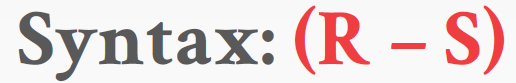 Syntax: (R – S)